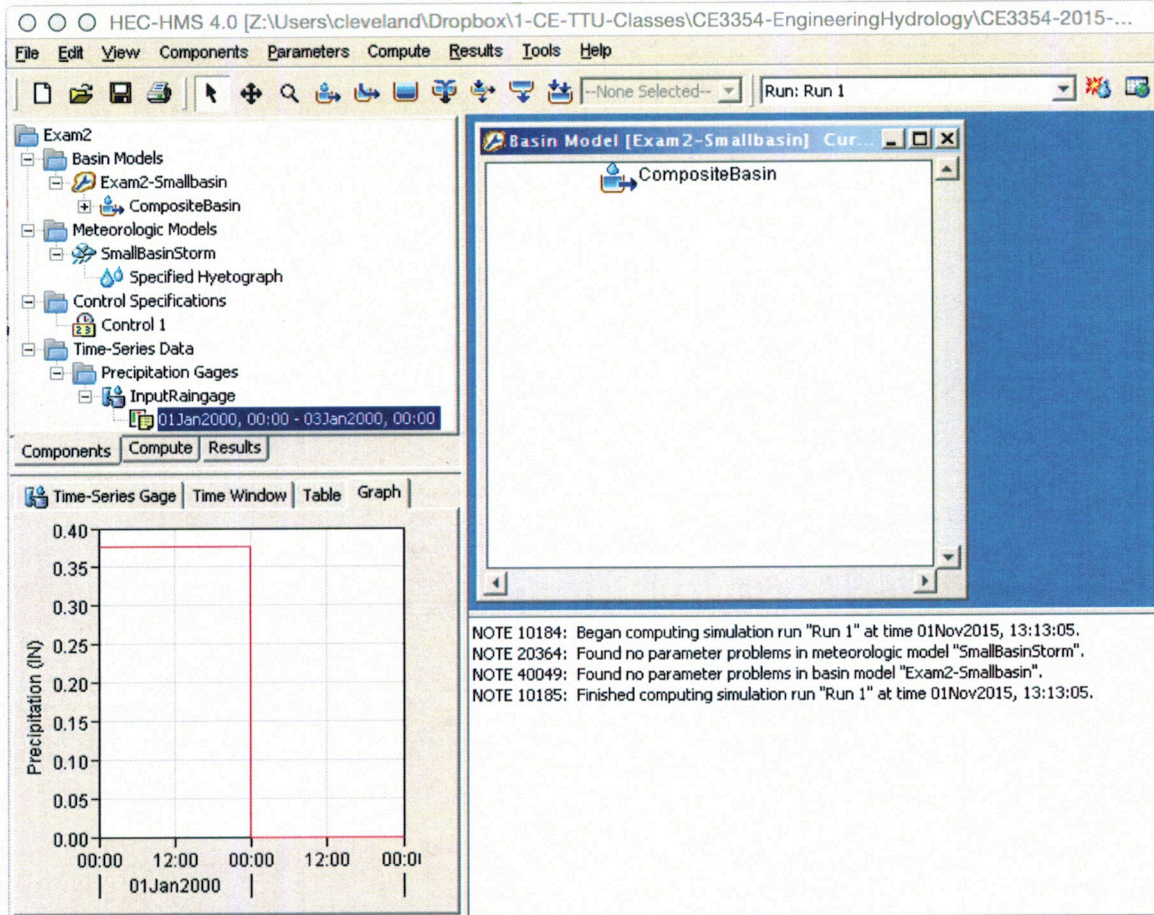 HEC-HMS 4.0 [Z:\Users\cleveland\Dropbox\1-CE-TTU-Classes\CE3354-EngineeringHydrology\CE3354-2015-...
File Edit View Components Parameters Compute Results Tools Help
--None Selected-- Run: Run 1
Exam2
Basin Models
Exam2-Smallbasin
CompositeBasin
Meteorologic Models
SmallBasinStorm
Specified Hyetograph
Control Specifications
Control 1
Time-Series Data
Precipitation Gages
InputRaingage
01Jan2000, 00:00 - 03Jan2000, 00:00
Components Compute Results
Basin Model [Exam2-Smallbasin] Cur...
CompositeBasin
Time-Series Gage Time Window Table Graph
Precipitation (IN)
0.40
0.35
0.30
0.25
0.20
0.15
0.10
0.05
0.00
00:00 12:00 00:00 12:00 00:0
01Jan2000
NOTE 10184: Began computing simulation run "Run 1" at time 01Nov2015, 13:13:05.
NOTE 20364: Found no parameter problems in meteorologic model "SmallBasinStorm".
NOTE 40049: Found no parameter problems in basin model "Exam2-Smallbasin".
NOTE 10185: Finished computing simulation run "Run 1" at time 01Nov2015, 13:13:05.